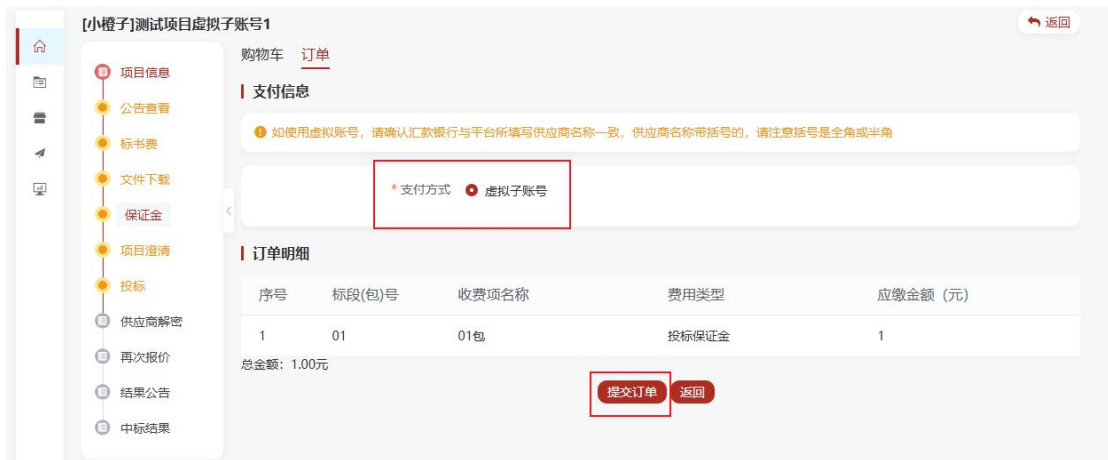 [小橙子]测试项目虚拟子账号1
返回
项目信息
公告查看
标书费
文件下载
保证金
项目澄清
投标
供应商解密
再次报价
结果公告
中标结果
购物车 订单
支付信息
如使用虚拟账号，请确认汇款银行与平台所填写供应商名称一致，供应商名称带括号的，请注意括号是全角或半角
*支付方式 虚拟子账号
订单明细
序号 标段(包)号 收费项名称 费用类型 应缴金额（元）
1 01 01包 投标保证金 1
总金额：1.00元
提交订单 返回